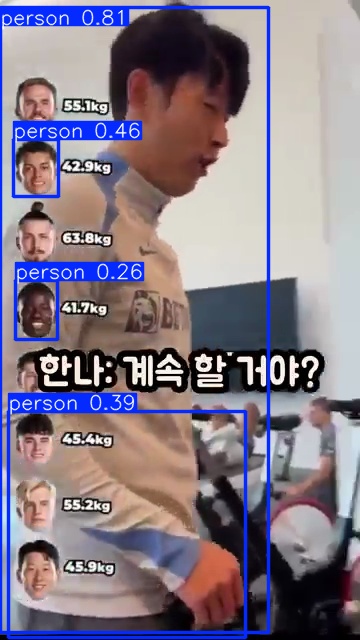 person 0.81
55.1kg
person 0.46
42.9kg
63.8kg
person 0.26
41.7kg
BET
한나: 계속 할 거야?
person 0.39
45.4kg
55.2kg
45.9kg